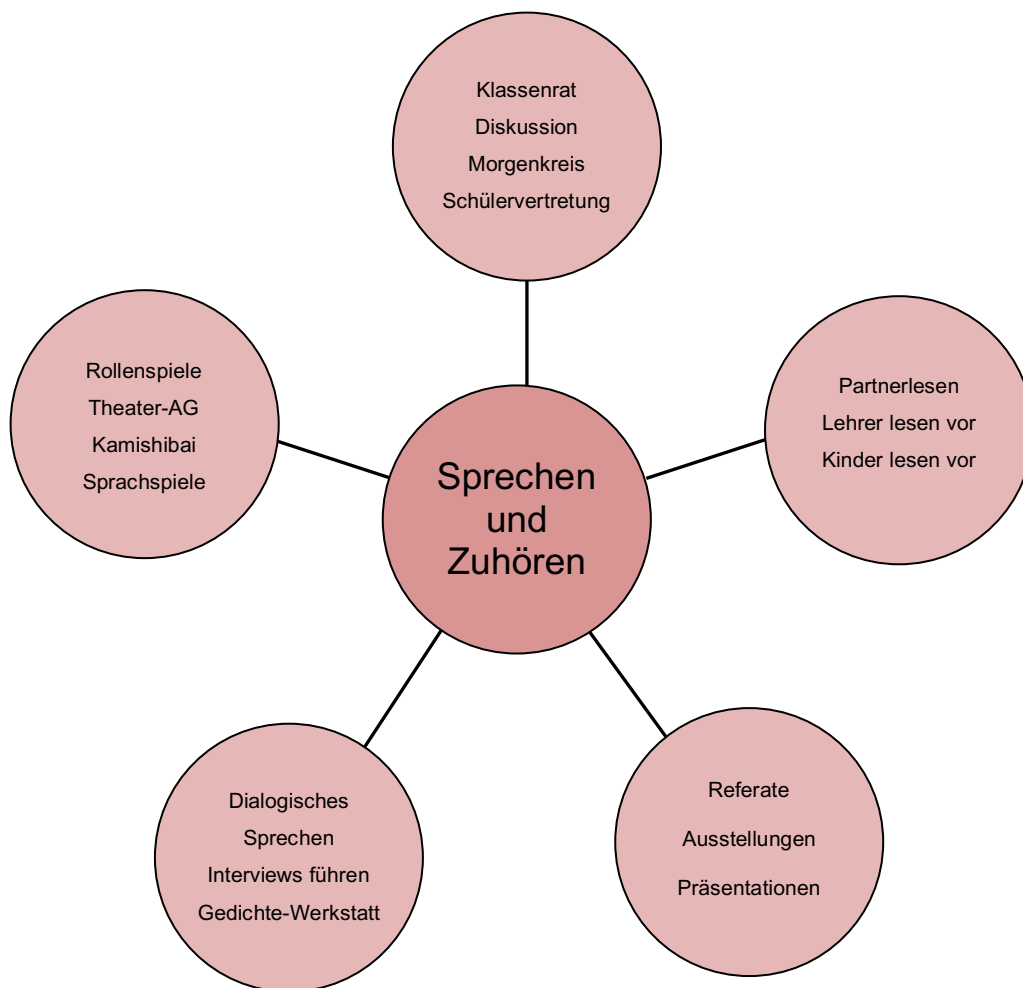 Klassenrat
Diskussion
Morgenkreis
Schülervertretung
Rollenspiele
Theater-AG
Kamishibai
Sprachspiele
Partnerlesen
Lehrer lesen vor
Kinder lesen vor
Sprechen
und
Zuhören
Dialogisches
Sprechen
Interviews führen
Gedichte-Werkstatt
Referate
Ausstellungen
Präsentationen